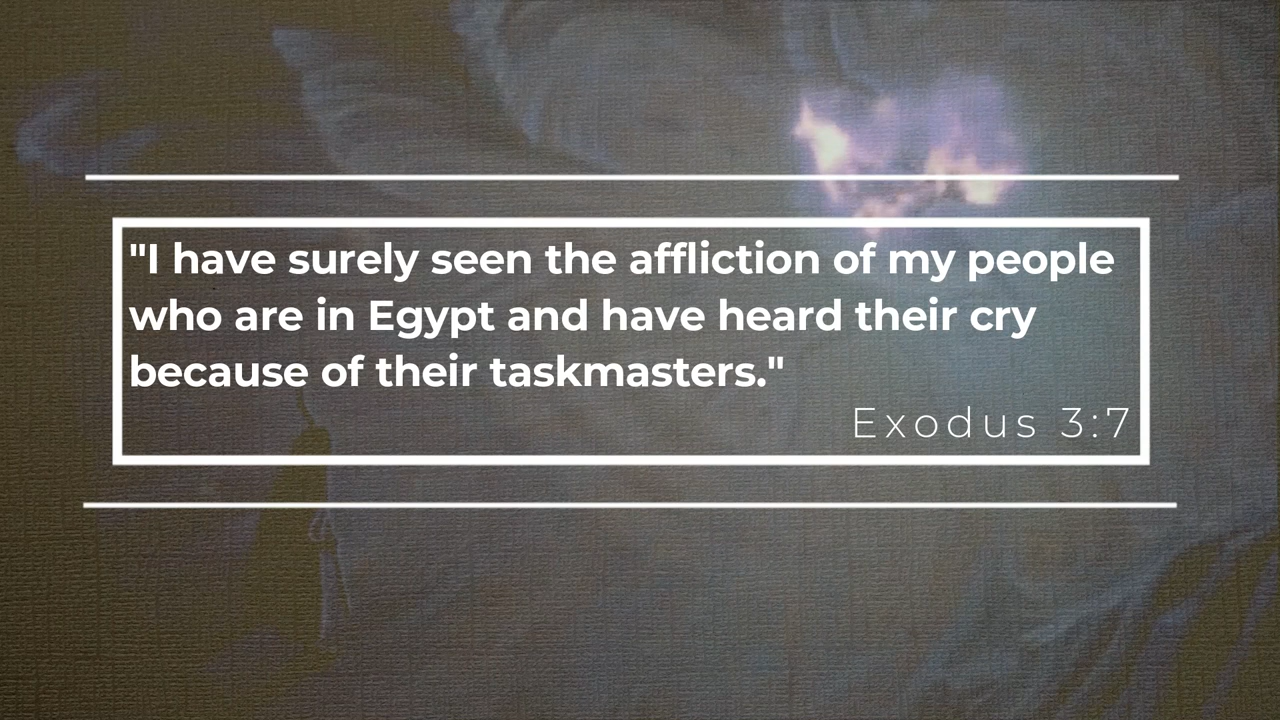 "I have surely seen the affliction of my people
who are in Egypt and have heard their cry
because of their taskmasters."
Exodus 3:7